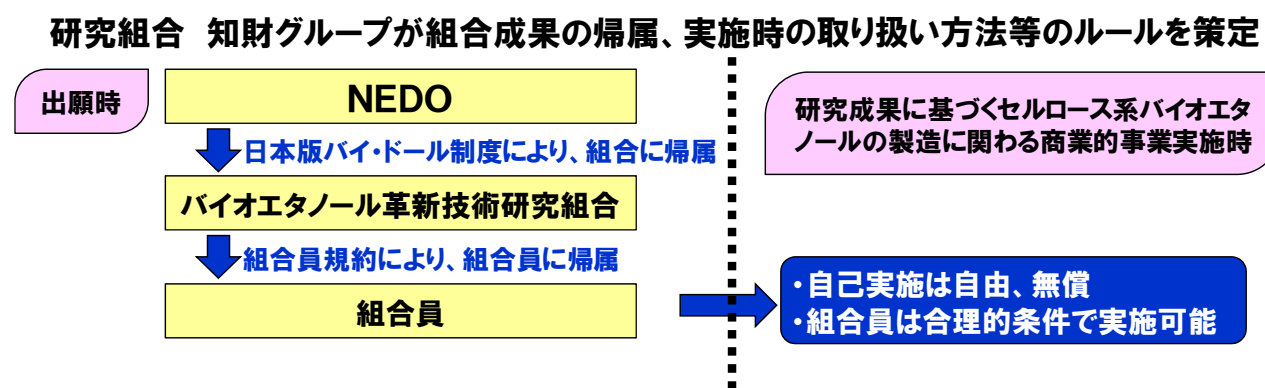 研究組合 知財グループが組合成果の帰属、実施時の取り扱い方法等のルールを策定
出願時
NEDO
日本版バイ・ドール制度により、組合に帰属
バイオエタノール革新技術研究組合
組合員規約により、組合員に帰属
組合員
研究成果に基づくセルロース系バイオエタ
ノールの製造に関わる商業的事業実施時
・自己実施は自由、無償
・組合員は合理的条件で実施可能